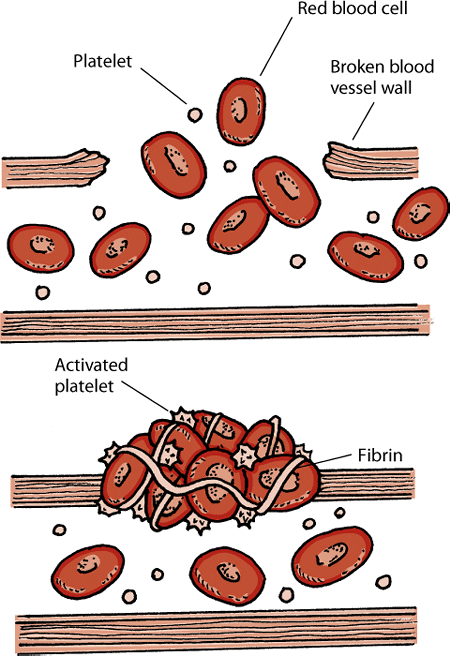 Red blood cell
Platelet
Broken blood
vessel wall
Activated
platelet
Fibrin